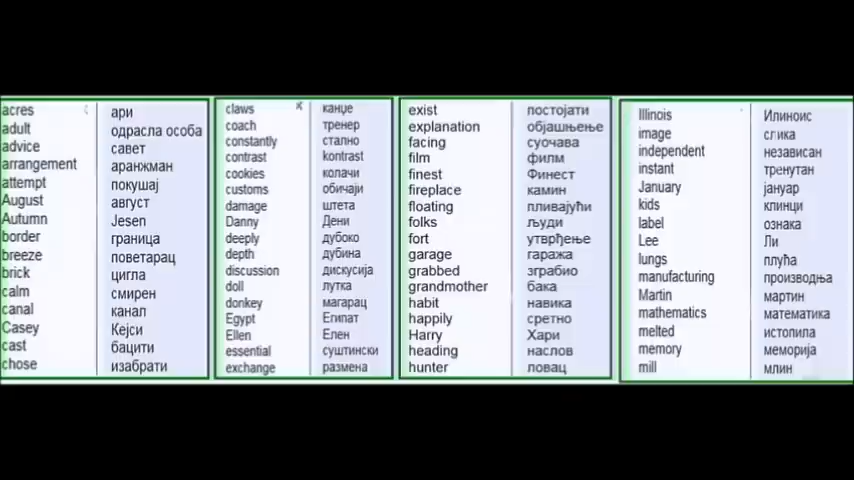 acres ари
adult одрасла особа
advice савет
arrangement аранжман
attempt покушај
August август
Autumn Jesen
border граница
breeze поветарац
brick цигла
calm смирен
canal канал
Casey Кејси
cast бацити
chose изабрати
claws канџе
coach тренер
constantly стално
contrast kontrast
cookies колачи
customs обичаји
damage штета
Danny Дени
deeply дубоко
depth дубина
discussion дискусија
doll лутка
donkey магарац
Egypt Египат
Ellen Елен
essential суштински
exchange размена
exist постојати
explanation објашњење
facing суочава
film филм
finest Финест
fireplace камин
floating пливајући
folks људи
fort утврђење
garage гаража
grabbed зграбио
grandmother бака
habit навика
happily сретно
Harry Хари
heading наслов
hunter ловац
Illinois Илиноис
image слика
independent независан
instant тренутан
January јануар
kids клинци
label ознака
Lee Ли
lungs плућа
manufacturing производња
Martin мартин
mathematics математика
melted истопила
memory меморија
mill млин